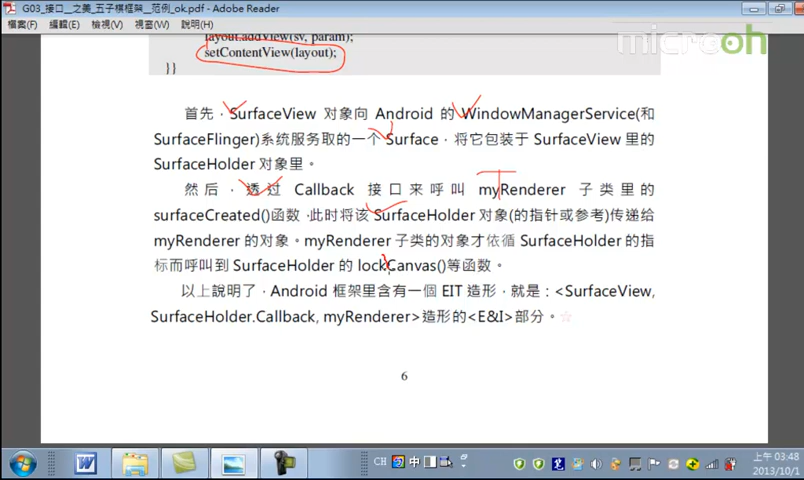 G03_接口__之美_五子棋框架__范例_ok.pdf - Adobe Reader
檔案(F) 編輯(E) 檢視(V) 視窗(W) 說明(H)
microoh
layout.addView(sv, param);
setContentView(layout);
}}
首先，SurfaceView 对象向 Android 的 WindowManagerService(和
SurfaceFlinger)系统服务取的一个 Surface，将它包装于 SurfaceView 里的
SurfaceHolder 对象里。
然后，透过 Callback 接口来呼叫 myRenderer 子类里的
surfaceCreated()函数，此时将该 SurfaceHolder 对象(的指针或参考)传递给
myRenderer 的对象。myRenderer 子类的对象才依循 SurfaceHolder 的指
标而呼叫到 SurfaceHolder 的 lockCanvas()等函数。
以上說明了，Android 框架里含有一個 EIT 造形，就是：<SurfaceView,
SurfaceHolder.Callback, myRenderer>造形的<E&I>部分。☆
6
CH 中
上午 03:48
2013/10/1